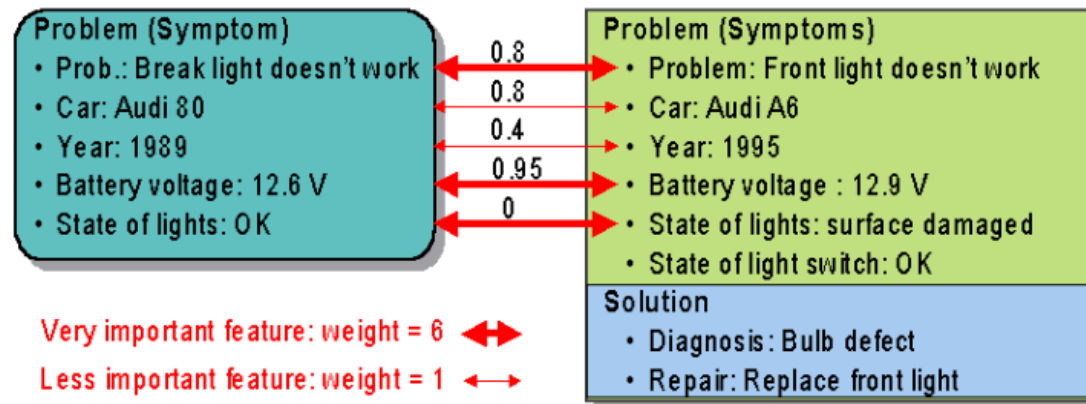 Problem (Symptom)
• Prob.: Break light doesn't work
• Car: Audi 80
• Year: 1989
• Battery voltage: 12.6 V
• State of lights: OK
0.8
0.8
0.4
0.95
0
Problem (Symptoms)
• Problem: Front light doesn't work
• Car: Audi A6
• Year: 1995
• Battery voltage : 12.9 V
• State of lights: surface damaged
• State of light switch: OK
Solution
• Diagnosis: Bulb defect
• Repair: Replace front light
Very important feature: weight = 6
Less important feature: weight = 1